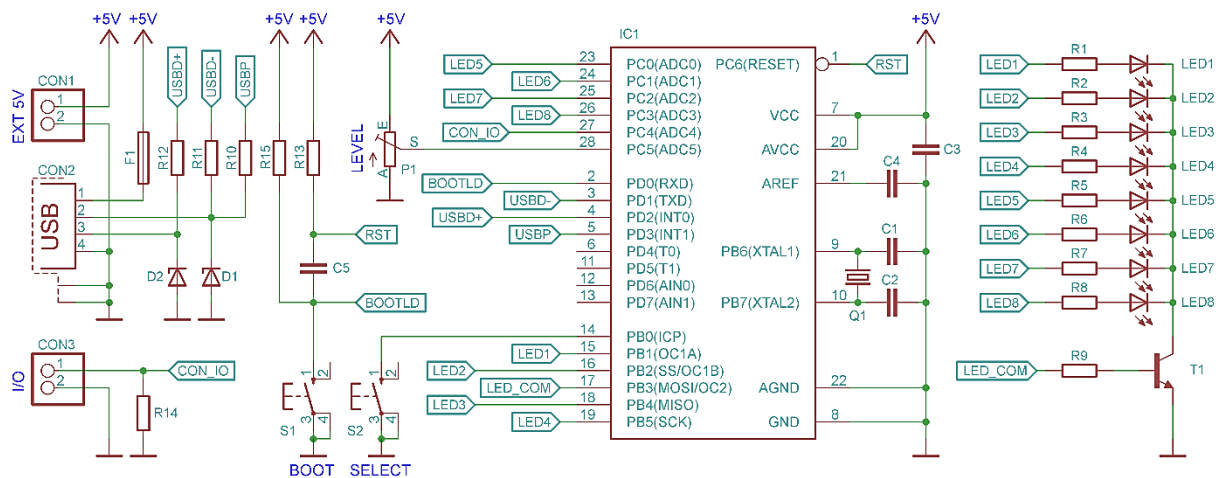 +5V +5V +5V +5V +5V +5V
IC1
CON1
1
2
EXT 5V
USBD+
USBD-
USBP
F1
R12
R11
R10
R15
R13
CON2
USB
1
2
3
4
D2
D1
RST
C5
BOOTLD
CON3
1
2
I/O
CON_IO
R14
2
1
3
4
S1
BOOT
2
1
3
4
S2
SELECT
LEVEL
E
S
A
P1
LED5 23 PC0(ADC0)
LED6 24 PC1(ADC1)
LED7 25 PC2(ADC2)
LED8 26 PC3(ADC3)
CON_IO 27 PC4(ADC4)
28 PC5(ADC5)
BOOTLD 2 PD0(RXD)
USBD- 3 PD1(TXD)
USBD+ 4 PD2(INT0)
USBP 5 PD3(INT1)
6 PD4(T0)
11 PD5(T1)
12 PD6(AIN0)
13 PD7(AIN1)
14 PB0(ICP)
LED1 15 PB1(OC1A)
LED2 16 PB2(SS/OC1B)
LED_COM 17 PB3(MOSI/OC2)
LED3 18 PB4(MISO)
LED4 19 PB5(SCK)
PC6(RESET) 1 RST
VCC 7
AVCC 20
AREF 21
PB6(XTAL1) 9
PB7(XTAL2) 10
AGND 22
GND 8
C3
C4
C1
C2
Q1
LED1 R1 LED1
LED2 R2 LED2
LED3 R3 LED3
LED4 R4 LED4
LED5 R5 LED5
LED6 R6 LED6
LED7 R7 LED7
LED8 R8 LED8
LED_COM R9 T1